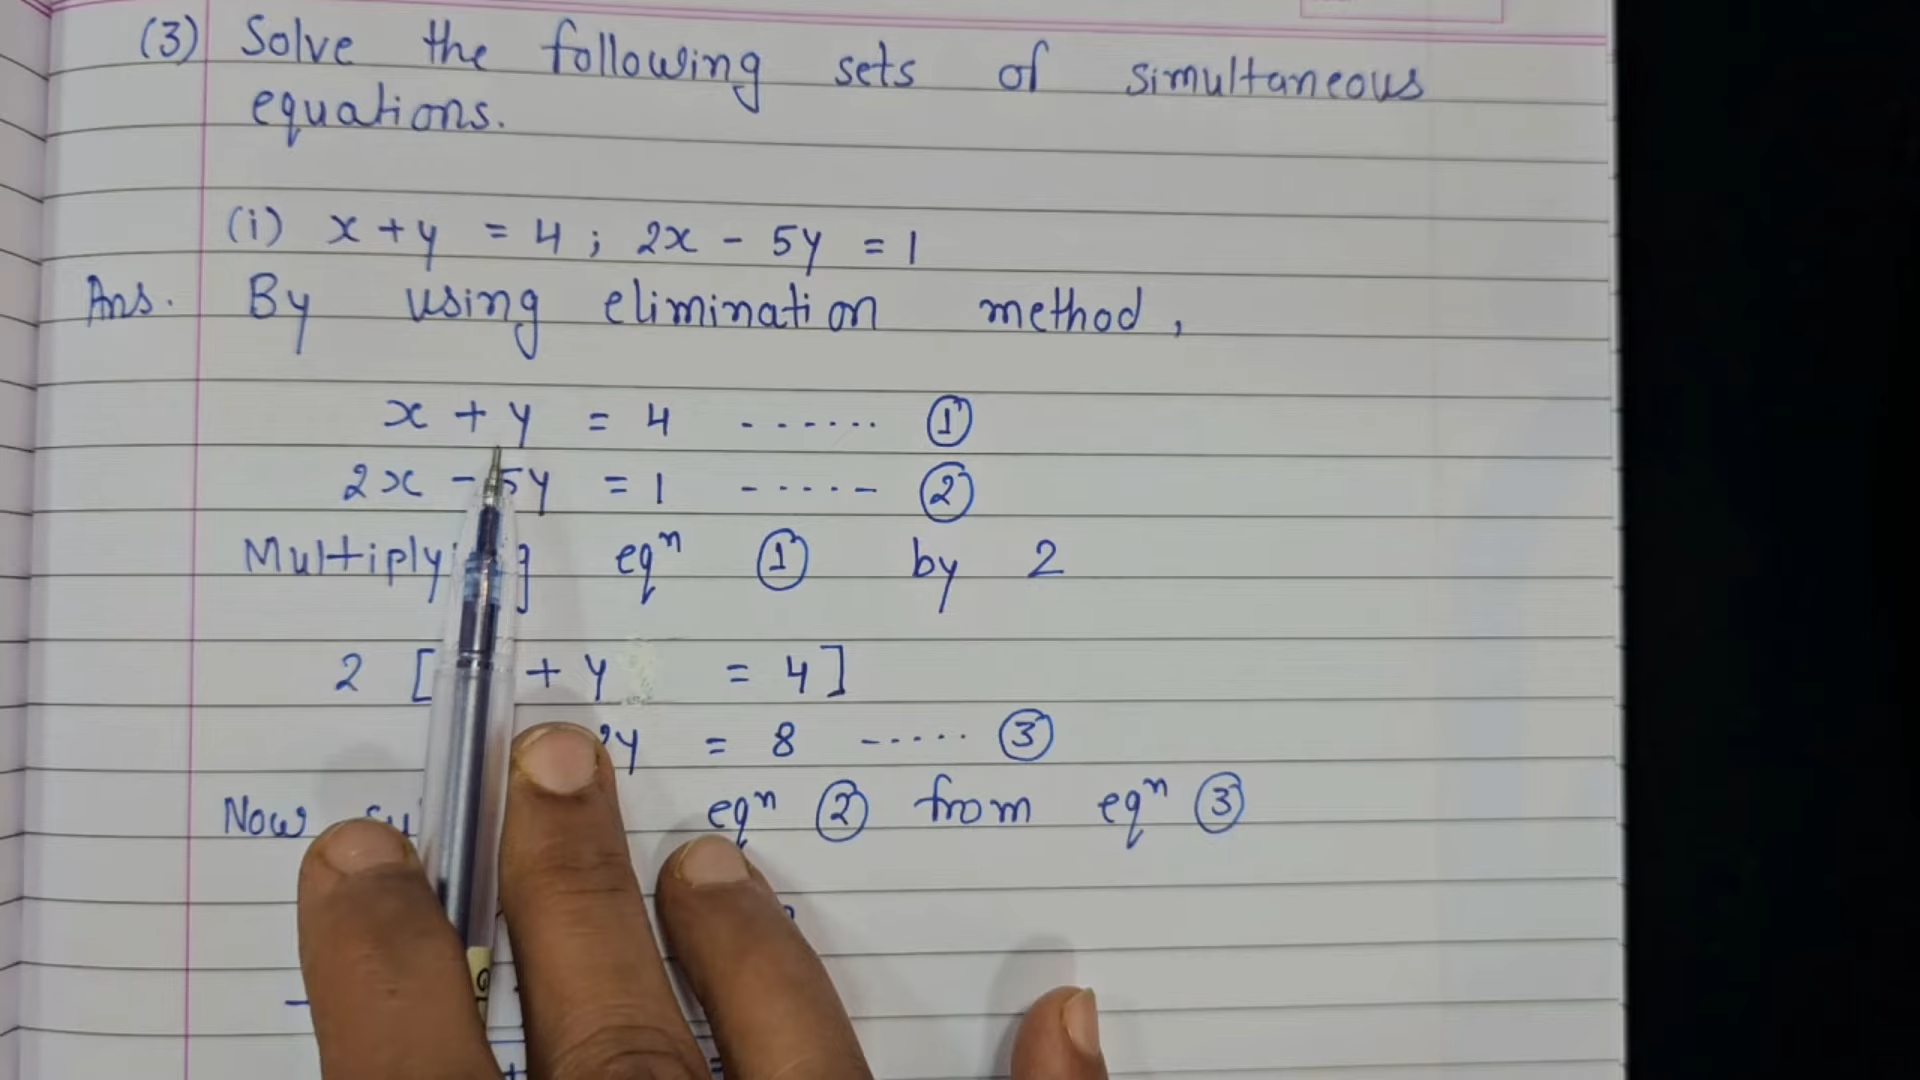 (3) Solve the following sets of simultaneous
equations.
(i) x + y = 4 ; 2x - 5y = 1
Ans. By using elimination method,
x + y = 4 ...... ①
2x - 5y = 1 ----- ②
eqⁿ ① by 2
2 [ + y = 4]
y = 8 ----- ③
Now eqⁿ ② from eqⁿ ③